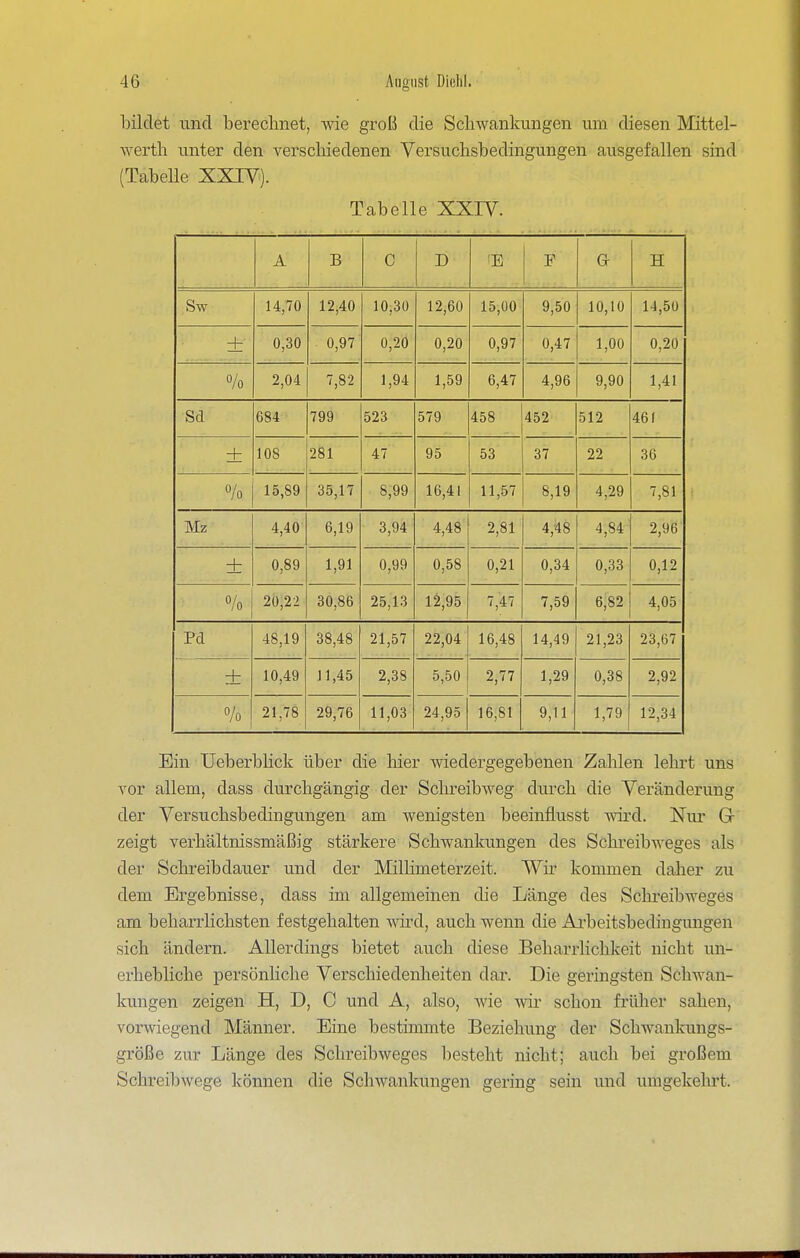 46 August Diehl.
bildet und berechnet, wie groß die Schwankungen um diesen Mittel-
werth unter den verschiedenen Versuchsbedingungen ausgefallen sind
(Tabelle XXIV).
Tabelle XXIV.
A B C D E F G H
Sw 14,70 12,40 10,30 12,60 15,00 9,50 10,10 14,50
± 0,30 0,97 0,20 0,20 0,97 0,47 1,00 0,20
% 2,04 7,82 1,94 1,59 6,47 4,96 9,90 1,41
Sd 684 799 523 579 458 452 512 461
± 108 281 47 95 53 37 22 36
% 15,89 35,17 8,99 16,41 11,57 8,19 4,29 7,81
Mz 4,40 6,19 3,94 4,48 2,81 4,48 4,84 2,96
± 0,89 1,91 0,99 0,58 0,21 0,34 0,33 0,12
% 20,22 30,86 25,13 12,95 7,47 7,59 6,82 4,05
Pd 48,19 38,48 21,57 22,04 16,48 14,49 21,23 23,67
± 10,49 11,45 2,38 5,50 2,77 1,29 0,38 2,92
% 21,78 29,76 11,03 24,95 16,81 9,11 1,79 12,34
Ein Ueberblick über die hier wiedergegebenen Zahlen lehrt uns
vor allem, dass durchgängig der Schreibweg durch die Veränderung
der Versuchsbedingungen am wenigsten beeinflusst wird. Nur G
zeigt verhältnissmäßig stärkere Schwankungen des Schreibweges als
der Schreibdauer und der Millimeterzeit. Wir kommen daher zu
dem Ergebnisse, dass im allgemeinen die Länge des Schreibweges
am beharrlichsten festgehalten wird, auch wenn die Arbeitsbedingungen
sich ändern. Allerdings bietet auch diese Beharrlichkeit nicht un-
erhebliche persönliche Verschiedenheiten dar. Die geringsten Schwan-
kungen zeigen H, D, C und A, also, wie wir schon früher sahen,
vorwiegend Männer. Eine bestimmte Beziehung der Schwankungs-
größe zur Länge des Schreibweges besteht nicht; auch bei großem
Schreibwege können die Schwankungen gering sein und umgekehrt.